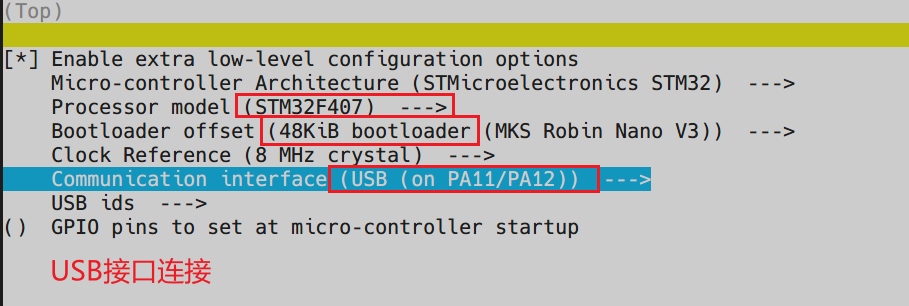 (Top)
[*] Enable extra low-level configuration options
Micro-controller Architecture (STMicroelectronics STM32) --->
Processor model (STM32F407) --->
Bootloader offset (48KiB bootloader (MKS Robin Nano V3)) --->
Clock Reference (8 MHz crystal) --->
Communication interface (USB (on PA11/PA12)) --->
USB ids --->
() GPIO pins to set at micro-controller startup
USB接口连接